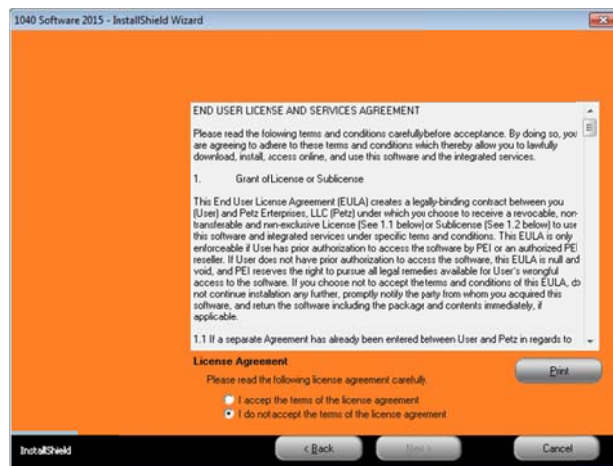 1040 Software 2015 - InstallShield Wizard
END USER LICENSE AND SERVICES AGREEMENT
Please read the folowing terms and conditions carefullybefore acceptance. By doing so, you
are agreeing to adhere to these terms and conditions which thereby allow you to lawfully
download, install, access online, and use this software and the integrated services.
1. Grant of License or Sublicense
This End User License Agreement (EULA) creates a legally-binding contract between you
(User) and Petz Enterprises, LLC (Petz) under which you choose to receive a revocable, non-
transferable and non-exclusive License (See 1.1 below) or Sublicense (See 1.2 below) to use
this software and integrated services under specific terms and conditions. This EULA is only
enforceable if User has prior authorization to access the software by PEI or an authorized PEI
reseller. If User does not have prior authorization to access the software, this EULA is null and
void, and PEI reserves the right to pursue all legal remedies available for User's wrongful
access to the software. If you choose not to accept the terms and conditions of this EULA, do
not continue installation any further, promptly notify the party from whom you acquired this
software, and return the software including the package and contents immediately, if
applicable.
1.1 If a separate Agreement has already been entered between User and Petz in regards to
License Agreement
Please read the following license agreement carefully.
Print
I accept the terms of the license agreement
I do not accept the terms of the license agreement
InstallShield
< Back
Next >
Cancel